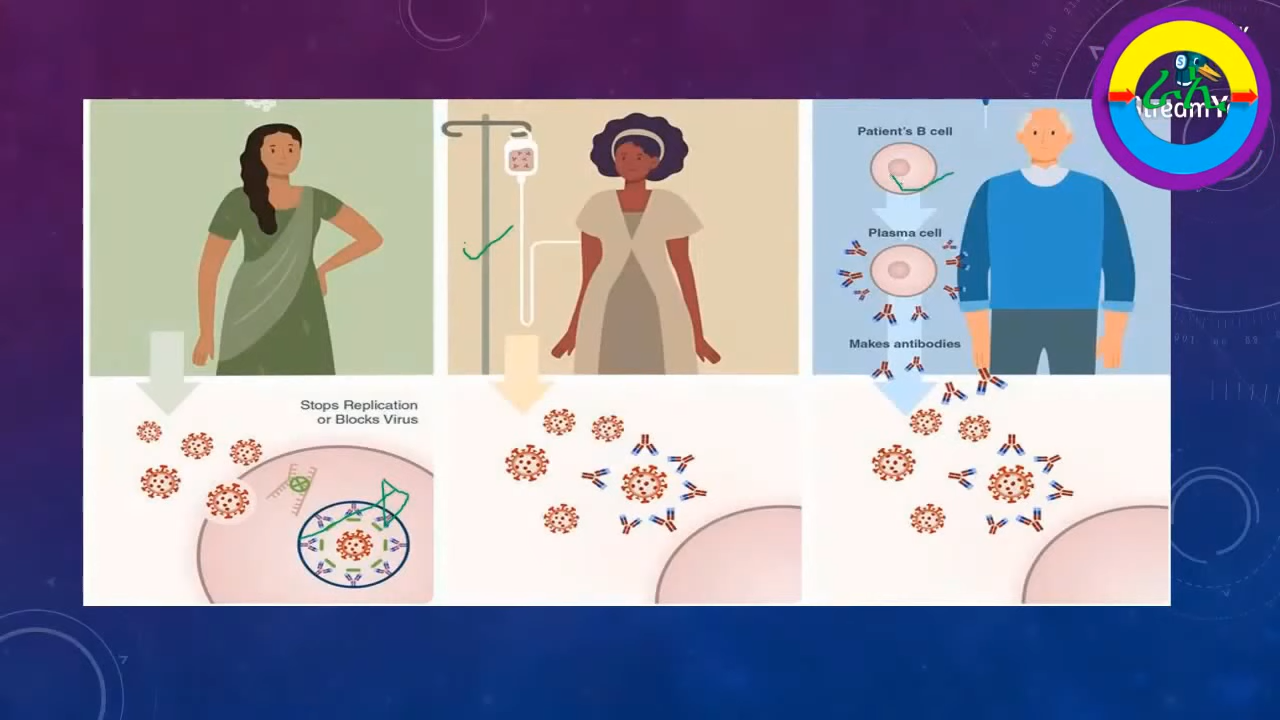 Patient's B cell
Plasma cell
Makes antibodies
Stops Replication
or Blocks Virus